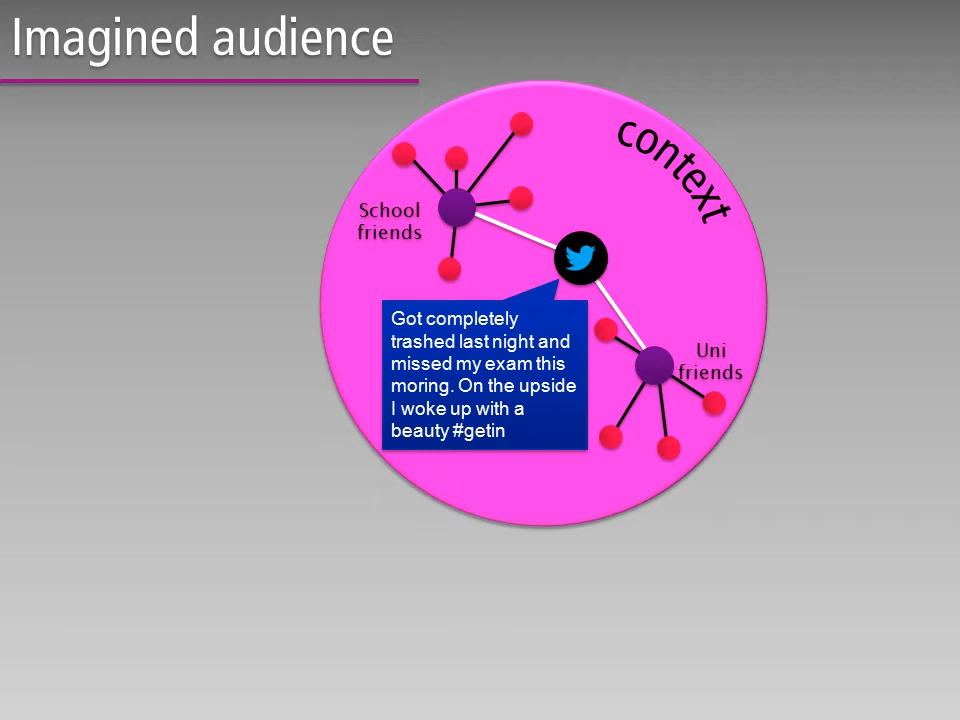 Imagined audience
context
School
friends
Got completely
trashed last night and
missed my exam this
moring. On the upside
I woke up with a
beauty #getin
Uni
friends